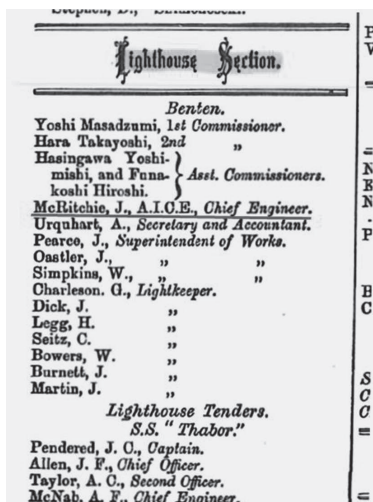 Lighthouse Section.
Benten.
Yoshi Masadzumi, 1st Commissioner.
Hara Takayoshi, 2nd „
Hasingawa Yoshi-
mishi, and Funa- } Asst. Commissioners.
koshi Hiroshi.
McRitchie, J., A.I.C.E., Chief Engineer.
Urquhart, A., Secretary and Accountant.
Pearce, J., Superintendent of Works.
Oastler, J., „ „
Simpkins, W., „ „
Charleson. G., Lightkeeper.
Dick, J. „
Legg, H. „
Seitz, C. „
Bowers, W. „
Burnett, J. „
Martin, J. „
Lighthouse Tenders.
S.S. "Thabor."
Pendered, J. C., Captain.
Allen, J. F., Chief Officer.
Taylor, A. C., Second Officer.
McNab, A. F., Chief Engineer.